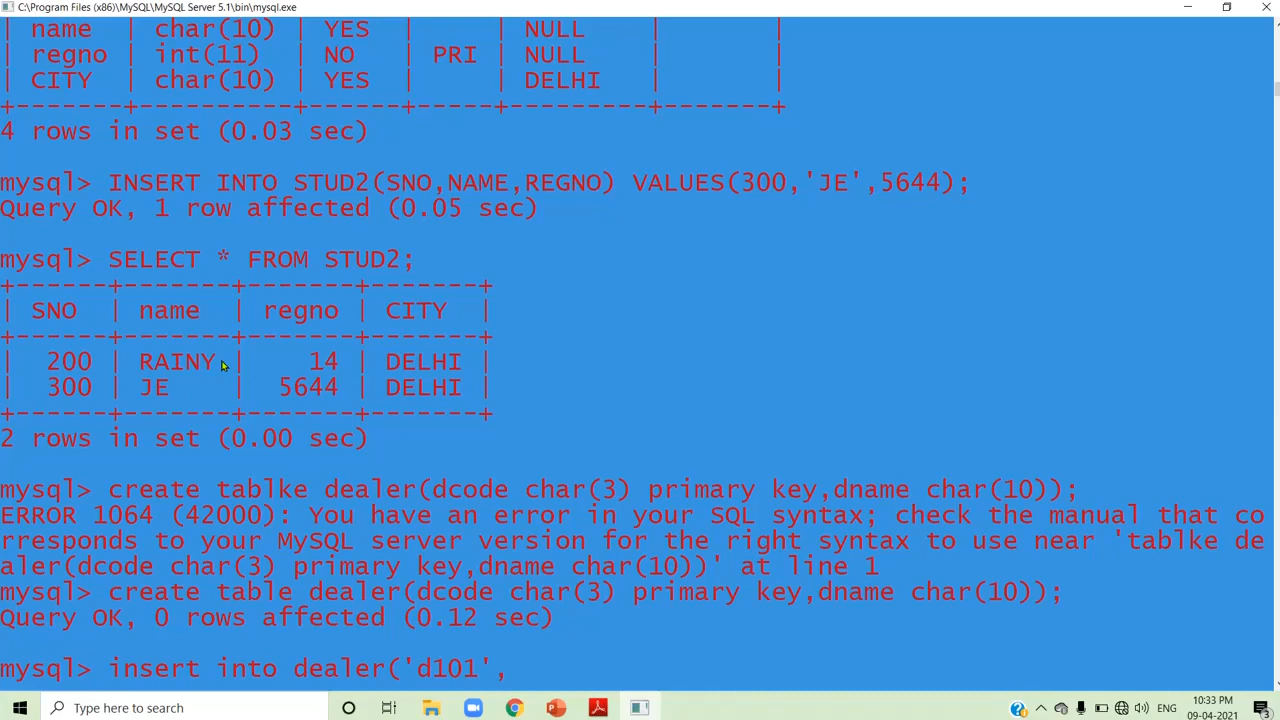 C:\Program Files (x86)\MySQL\MySQL Server 5.1\bin\mysql.exe
| name | char(10) | YES | | NULL | |
| regno | int(11) | NO | PRI | NULL | |
| CITY | char(10) | YES | | DELHI | |
+-------+----------+------+-----+---------+-------+
4 rows in set (0.03 sec)
mysql> INSERT INTO STUD2(SNO,NAME,REGNO) VALUES(300,'JE',5644);
Query OK, 1 row affected (0.05 sec)
mysql> SELECT * FROM STUD2;
+------+-------+-------+-------+
| SNO | name | regno | CITY |
+------+-------+-------+-------+
| 200 | RAINY | 14 | DELHI |
| 300 | JE | 5644 | DELHI |
+------+-------+-------+-------+
2 rows in set (0.00 sec)
mysql> create tablke dealer(dcode char(3) primary key,dname char(10));
ERROR 1064 (42000): You have an error in your SQL syntax; check the manual that co
rresponds to your MySQL server version for the right syntax to use near 'tablke de
aler(dcode char(3) primary key,dname char(10))' at line 1
mysql> create table dealer(dcode char(3) primary key,dname char(10));
Query OK, 0 rows affected (0.12 sec)
mysql> insert into dealer('d101',
Type here to search
ENG
10:33 PM
09-04-2021